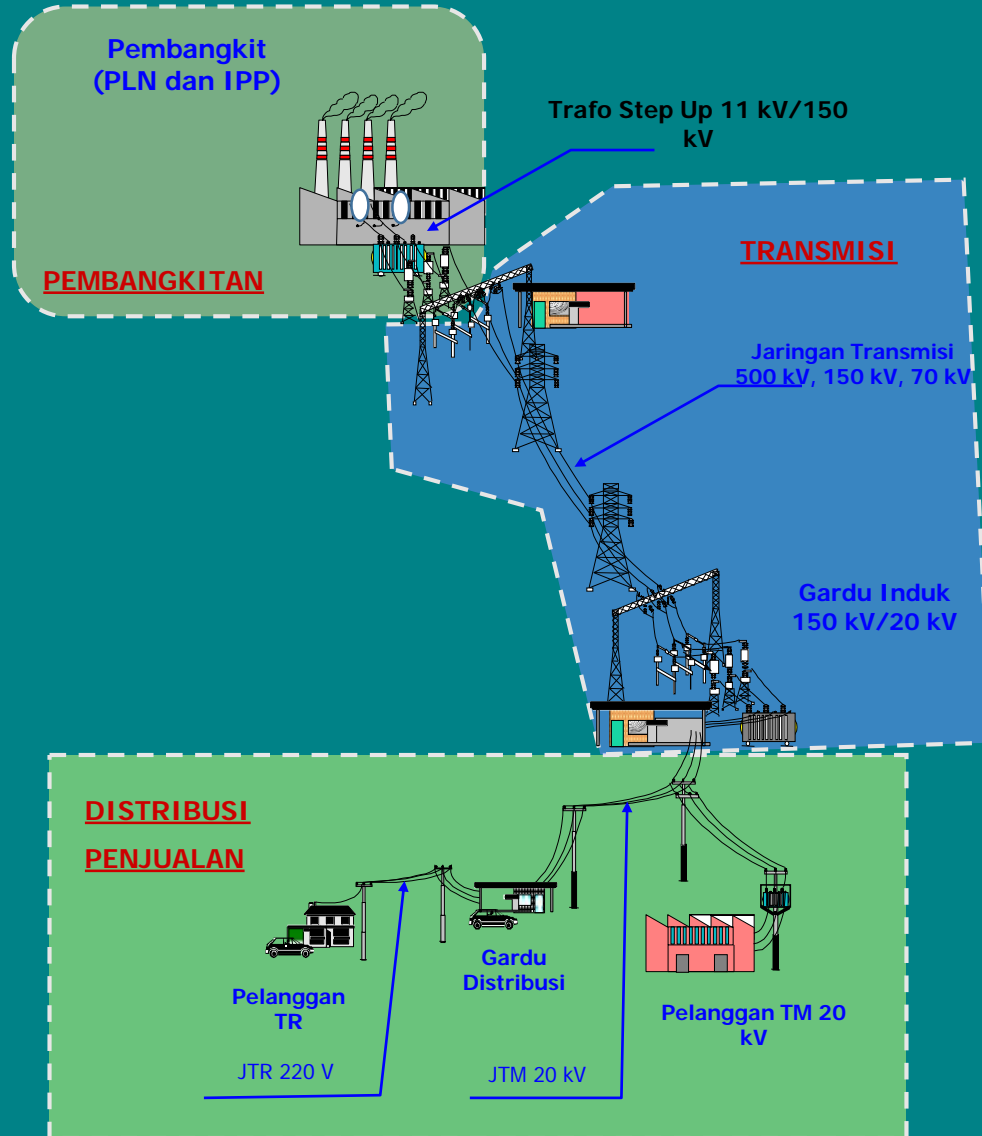 Pembangkit
(PLN dan IPP)
Trafo Step Up 11 kV/150
kV
PEMBANGKITAN
TRANSMISI
Jaringan Transmisi
500 kV, 150 kV, 70 kV
Gardu Induk
150 kV/20 kV
DISTRIBUSI
PENJUALAN
Gardu
Distribusi
Pelanggan
TR
Pelanggan TM 20
kV
JTR 220 V
JTM 20 kV